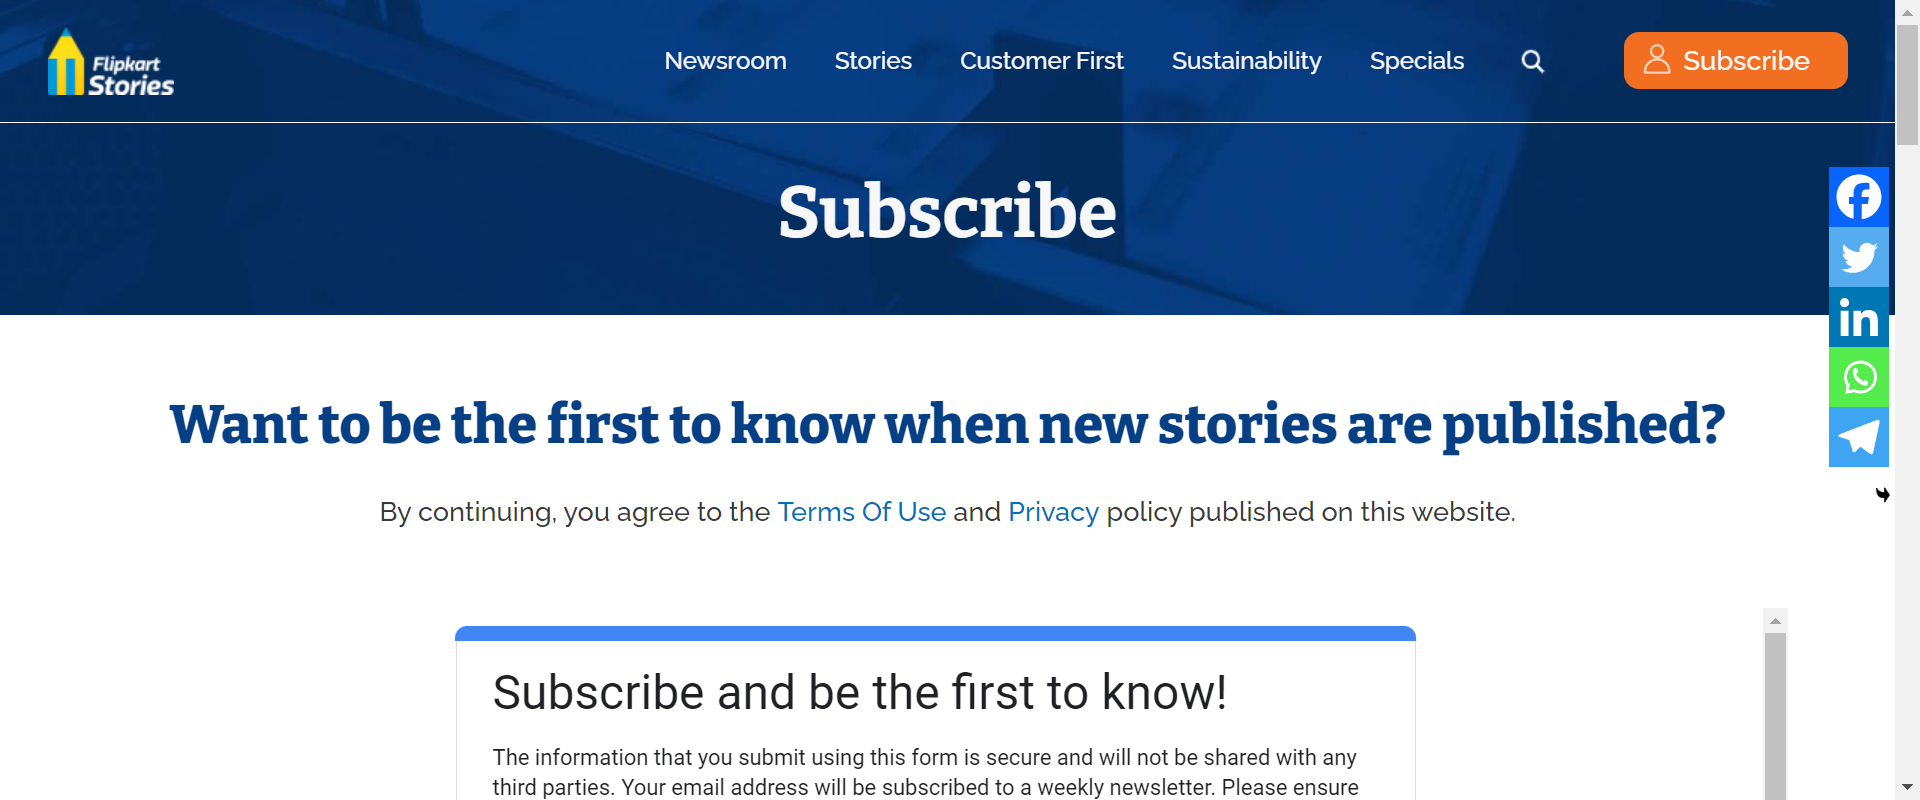 Flipkart
Stories
Newsroom Stories Customer First Sustainability Specials Subscribe
Subscribe
Want to be the first to know when new stories are published?
By continuing, you agree to the Terms Of Use and Privacy policy published on this website.
Subscribe and be the first to know!
The information that you submit using this form is secure and will not be shared with any
third parties. Your email address will be subscribed to a weekly newsletter. Please ensure